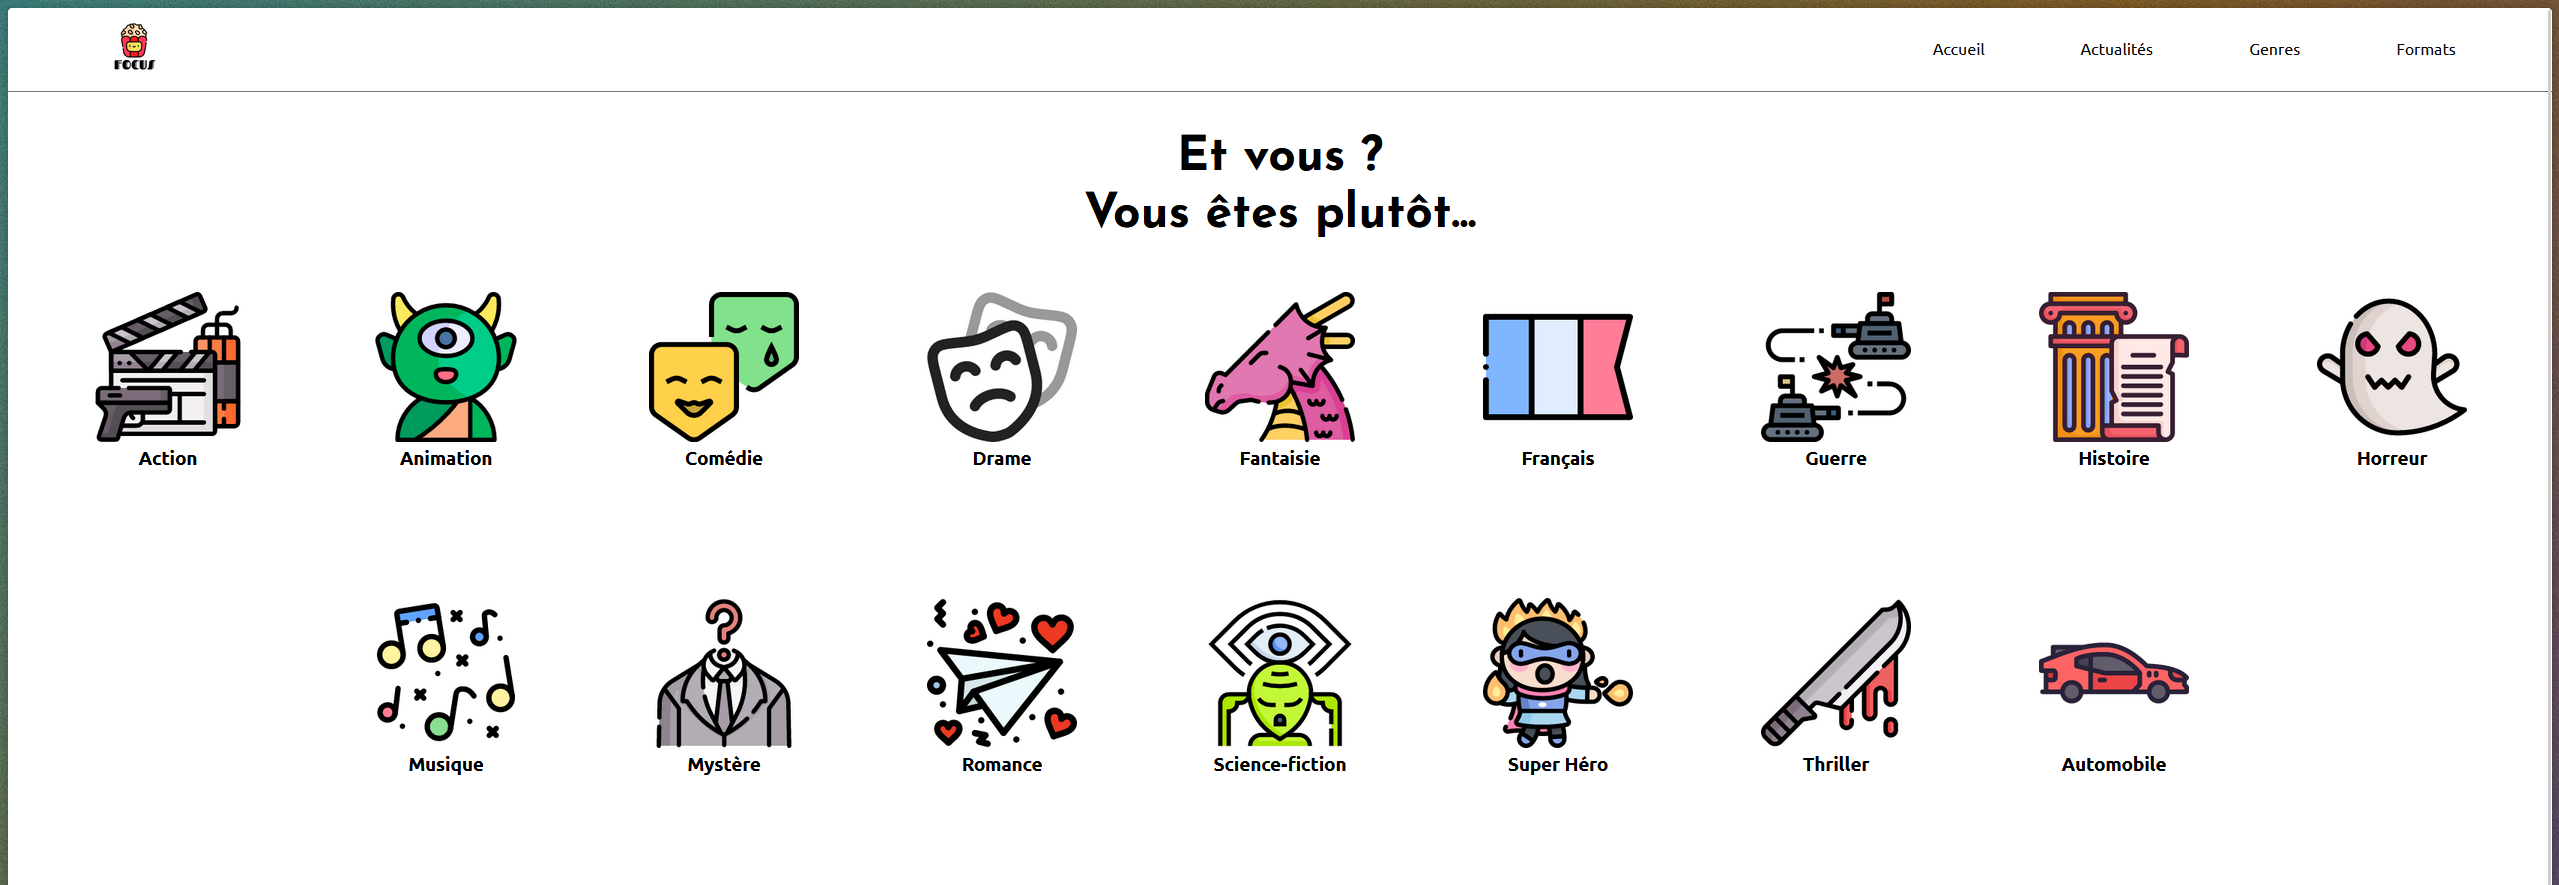 FOCUS
Accueil
Actualités
Genres
Formats
Et vous ?
Vous êtes plutôt...
Action
Animation
Comédie
Drame
Fantaisie
Français
Guerre
Histoire
Horreur
Musique
Mystère
Romance
Science-fiction
Super Héro
Thriller
Automobile